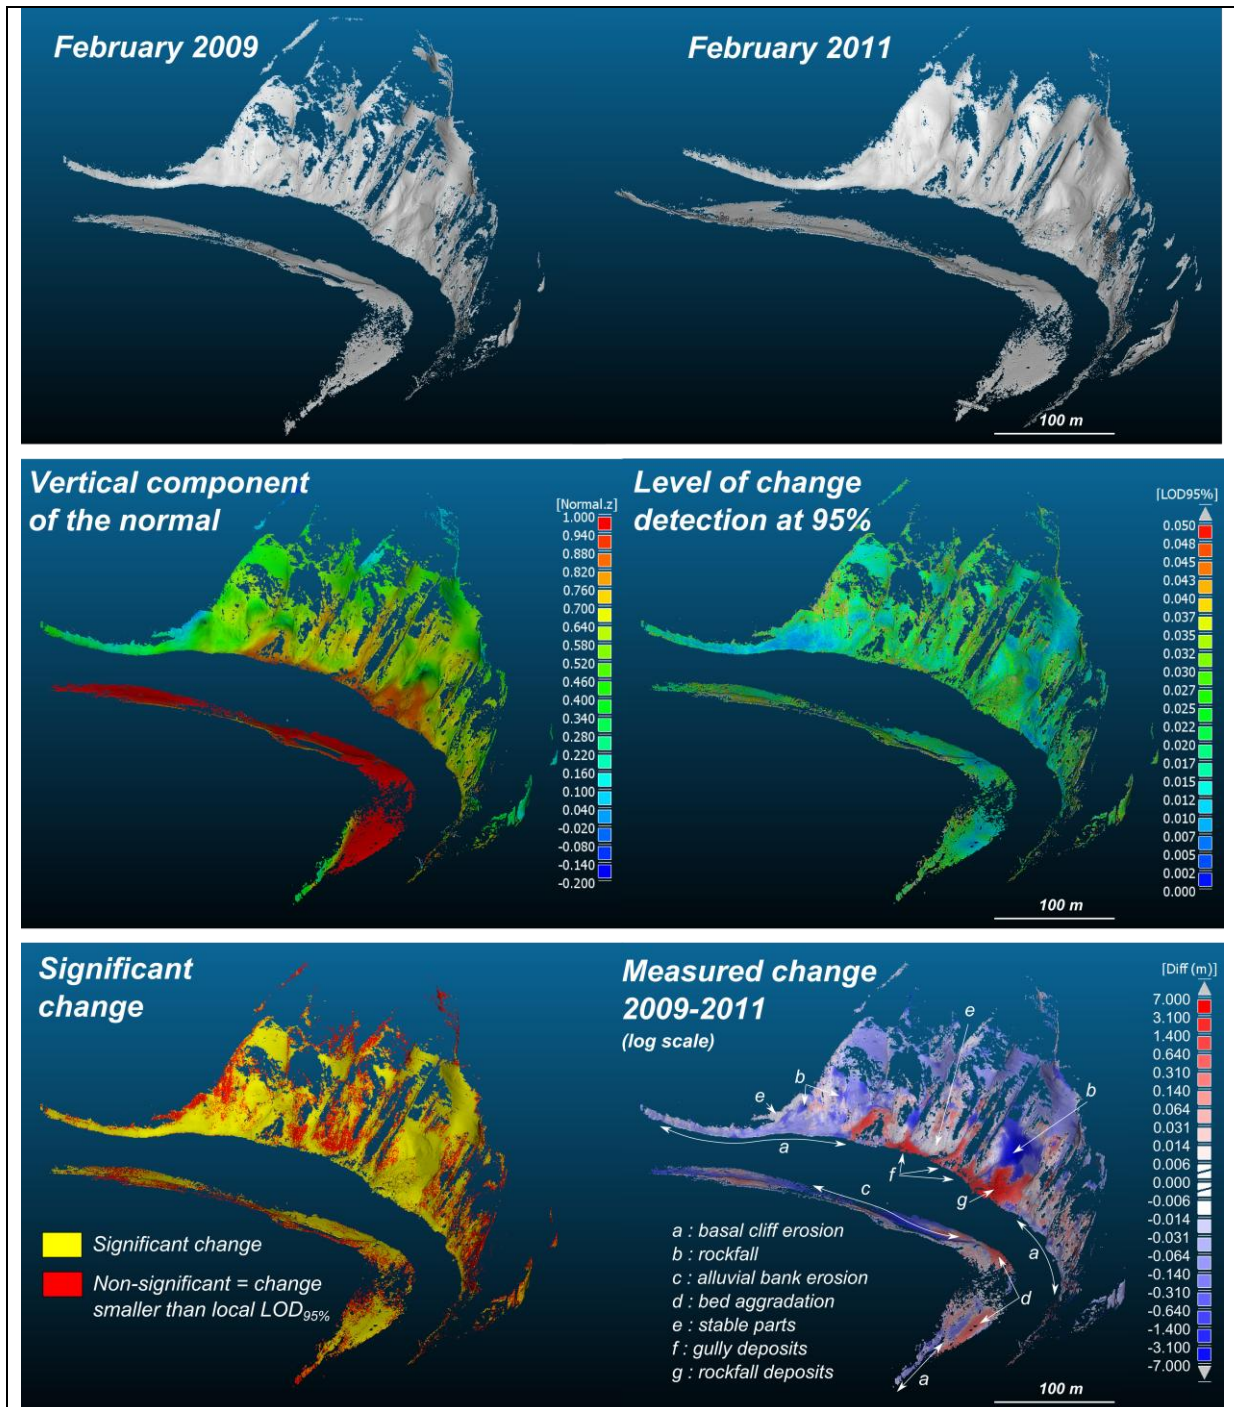 February 2009
February 2011
100 m
Vertical component
of the normal
[Normal.z]
1.000
0.940
0.880
0.820
0.760
0.700
0.640
0.580
0.520
0.460
0.400
0.340
0.280
0.220
0.160
0.100
0.040
-0.020
-0.080
-0.140
-0.200
Level of change
detection at 95%
[LOD95%]
0.050
0.048
0.045
0.043
0.040
0.037
0.035
0.032
0.030
0.027
0.025
0.022
0.020
0.017
0.015
0.012
0.010
0.007
0.005
0.002
0.000
100 m
Significant
change
Significant change
Non-significant = change
smaller than local LOD95%
Measured change
2009-2011
(log scale)
[Diff (m)]
7.000
3.100
1.400
0.640
0.310
0.140
0.064
0.031
0.014
0.006
0.000
-0.006
-0.014
-0.031
-0.064
-0.140
-0.310
-0.640
-1.400
-3.100
-7.000
e
b
b
e
a
f
c
g
a
d
a
a : basal cliff erosion
b : rockfall
c : alluvial bank erosion
d : bed aggradation
e : stable parts
f : gully deposits
g : rockfall deposits
100 m